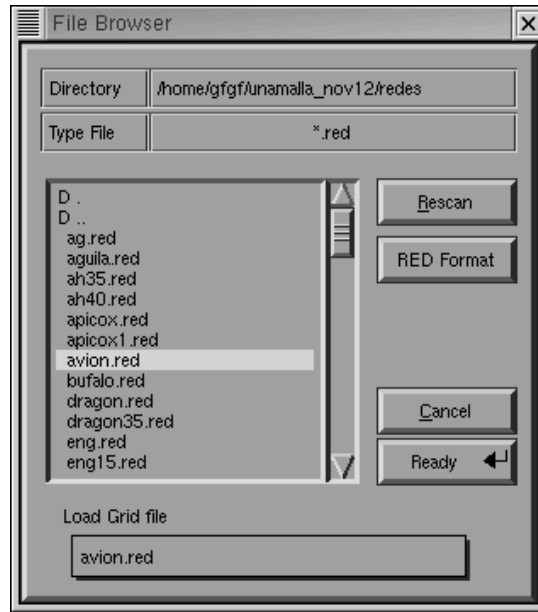 File Browser
Directory /home/gfgf/unamalla_nov12/redes
Type File *.red
D .
D ..
ag.red
aguila.red
ah35.red
ah40.red
apicox.red
apicox1.red
avion.red
bufalo.red
dragon.red
dragon35.red
eng.red
eng15.red
Rescan
RED Format
Cancel
Ready
Load Grid file
avion.red